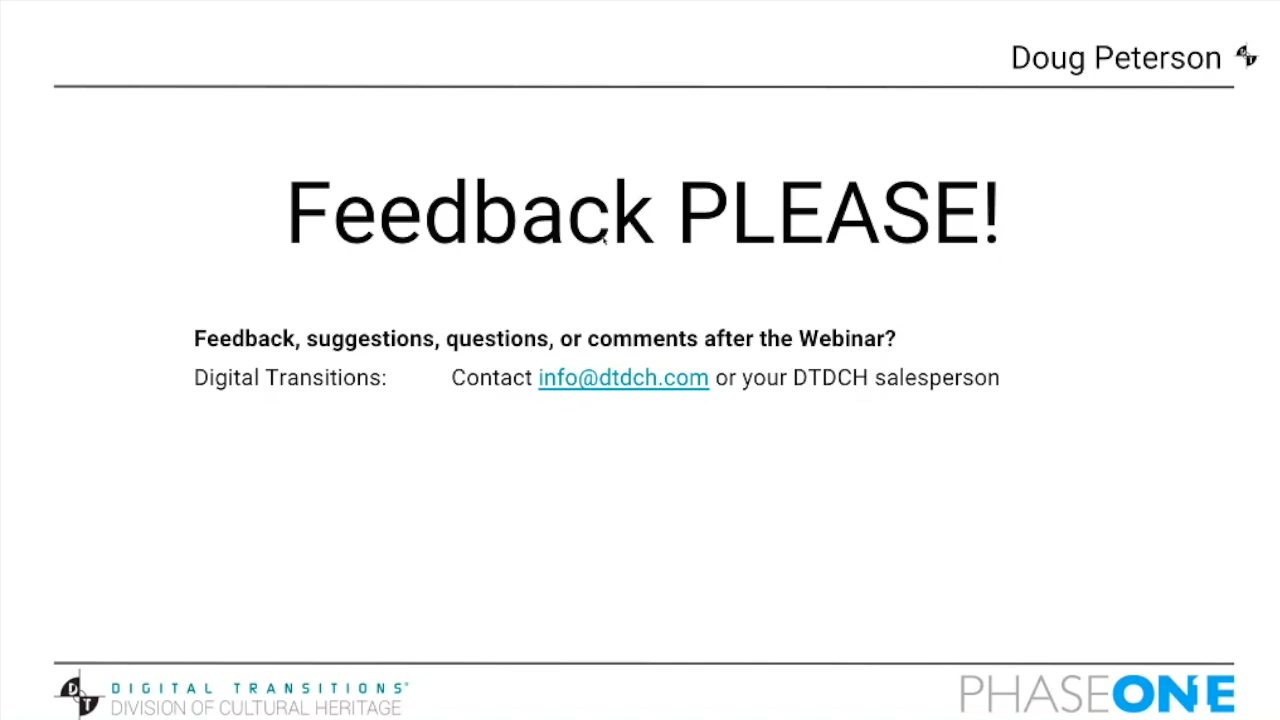 Doug Peterson
Feedback PLEASE!
Feedback, suggestions, questions, or comments after the Webinar?
Digital Transitions: Contact info@dtdch.com or your DTDCH salesperson
D T
DIGITAL TRANSITIONS
DIVISION OF CULTURAL HERITAGE
PHASEONE